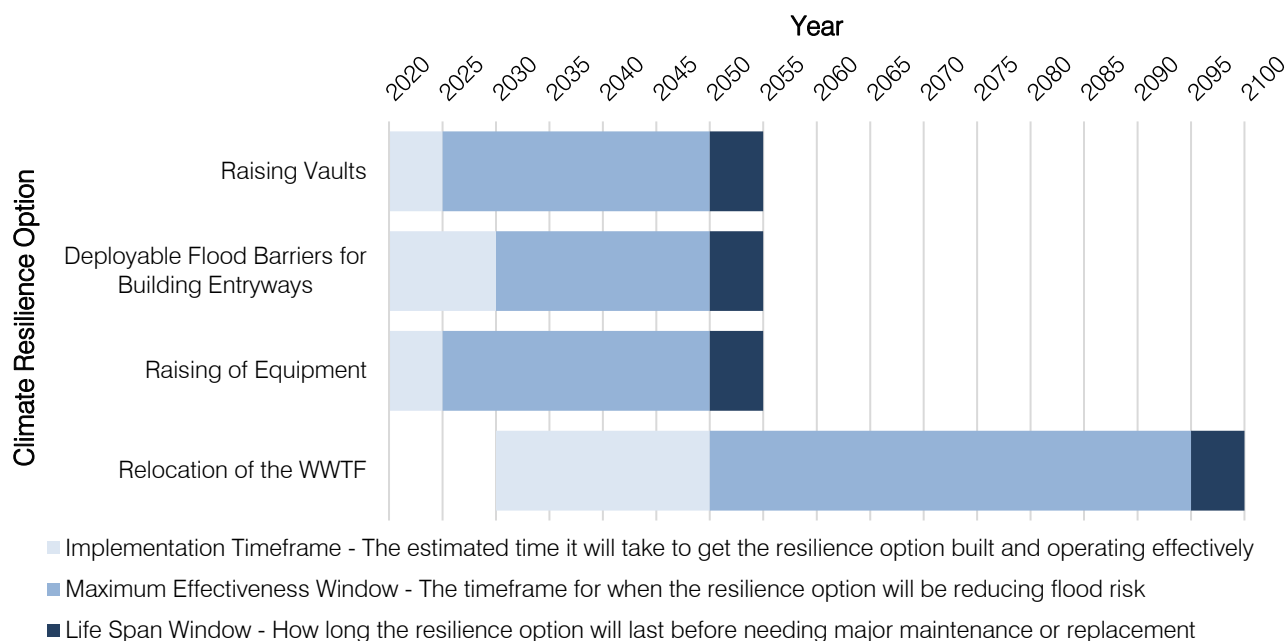 Year
2020 2025 2030 2035 2040 2045 2050 2055 2060 2065 2070 2075 2080 2085 2090 2095 2100
Climate Resilience Option
Raising Vaults
Deployable Flood Barriers for
Building Entryways
Raising of Equipment
Relocation of the WWTF
Implementation Timeframe - The estimated time it will take to get the resilience option built and operating effectively
Maximum Effectiveness Window - The timeframe for when the resilience option will be reducing flood risk
Life Span Window - How long the resilience option will last before needing major maintenance or replacement